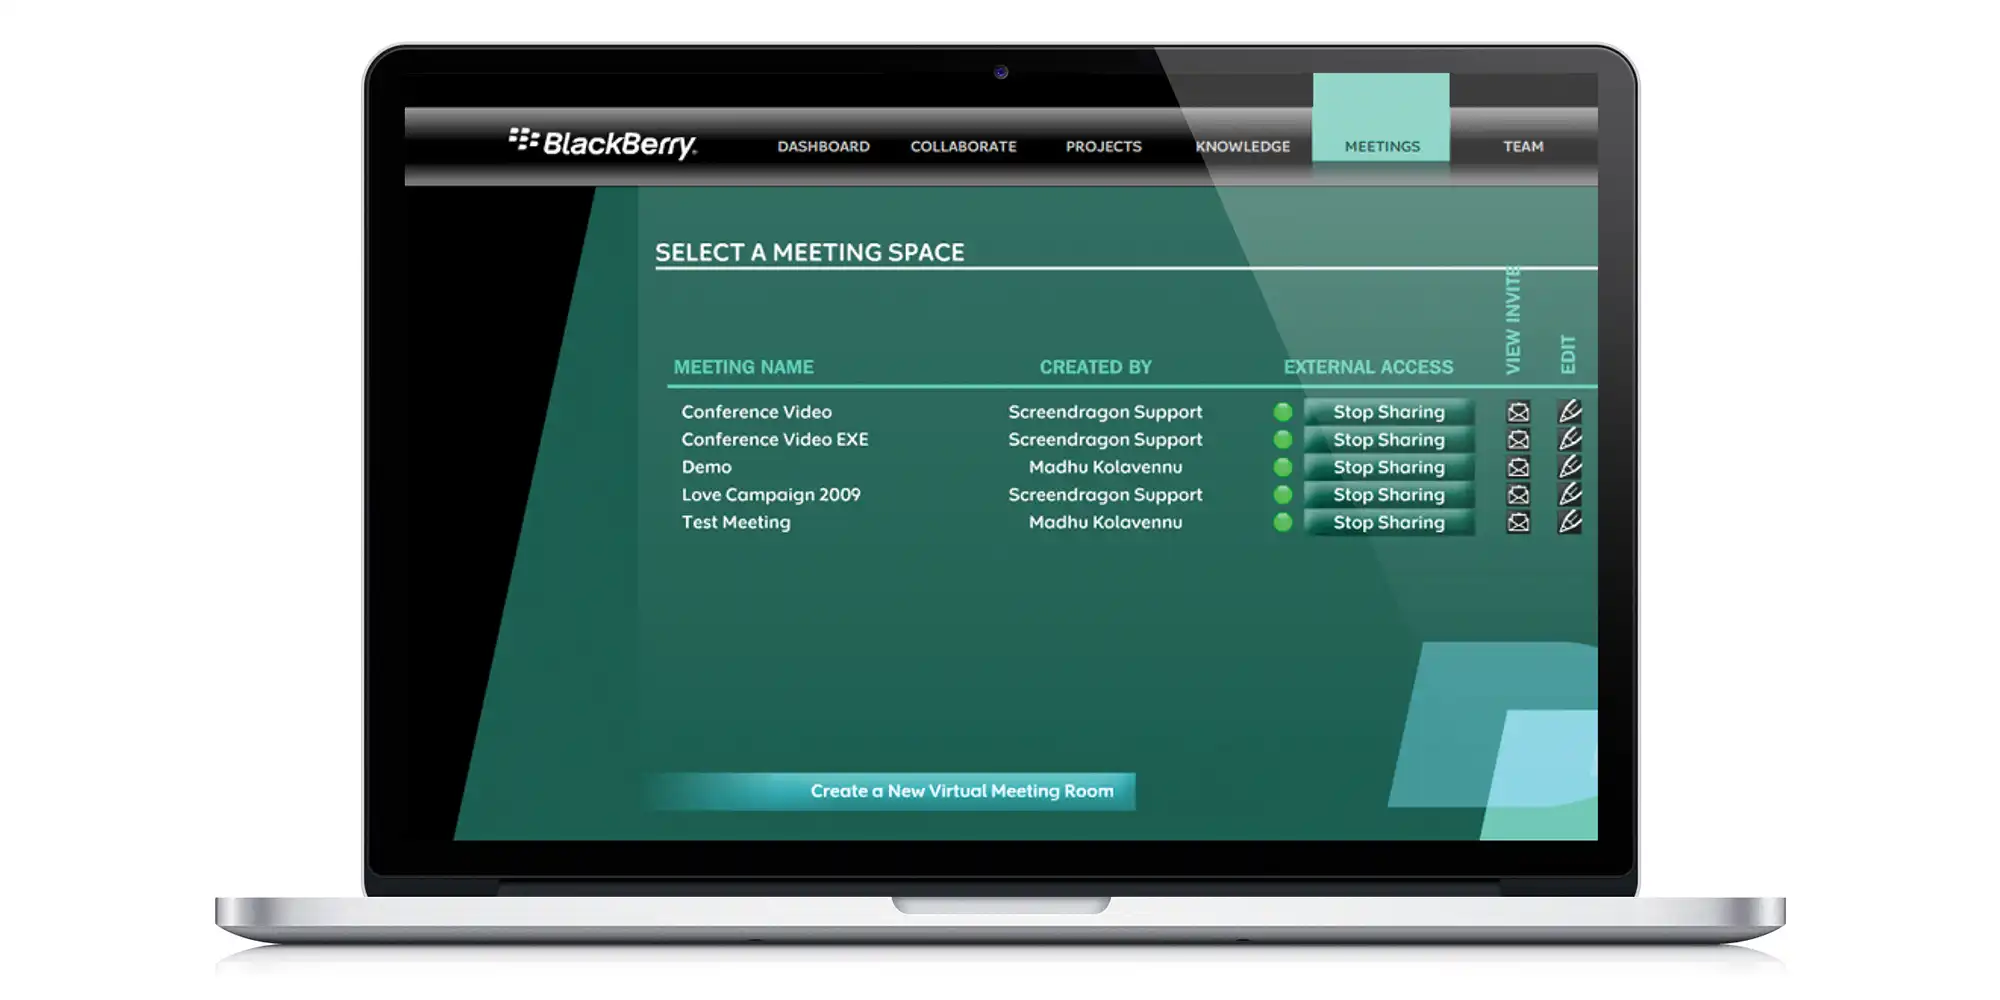 BlackBerry.
DASHBOARD COLLABORATE PROJECTS KNOWLEDGE MEETINGS TEAM
SELECT A MEETING SPACE
MEETING NAME CREATED BY EXTERNAL ACCESS VIEW INVITE EDIT
Conference Video Screendragon Support Stop Sharing
Conference Video EXE Screendragon Support Stop Sharing
Demo Madhu Kolavennu Stop Sharing
Love Campaign 2009 Screendragon Support Stop Sharing
Test Meeting Madhu Kolavennu Stop Sharing
Create a New Virtual Meeting Room